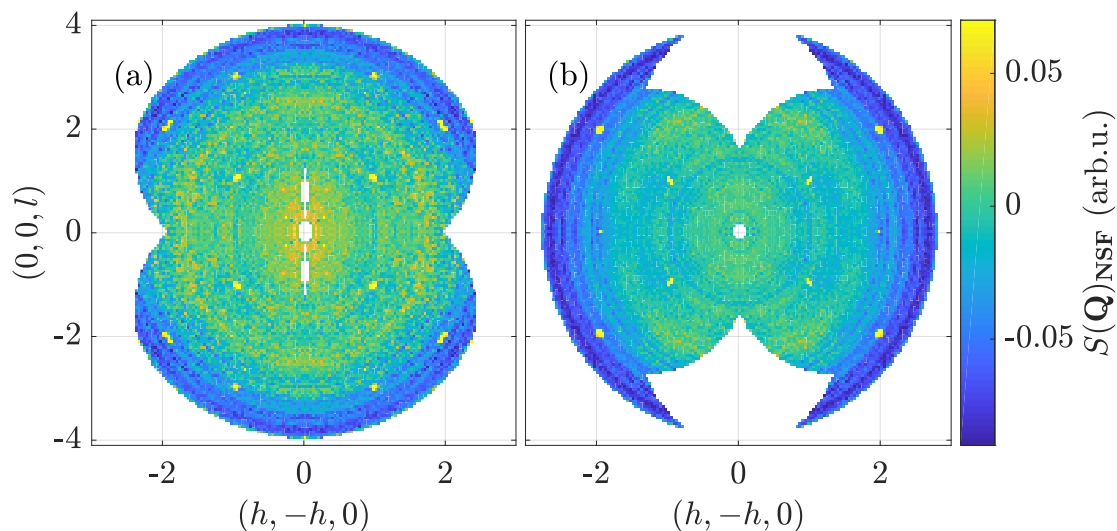 (a)
(b)
4
2
0
-2
-4
(0, 0, l)
-2
0
2
-2
0
2
(h, −h, 0)
(h, −h, 0)
0.05
0
-0.05
S(Q)NSF (arb.u.)